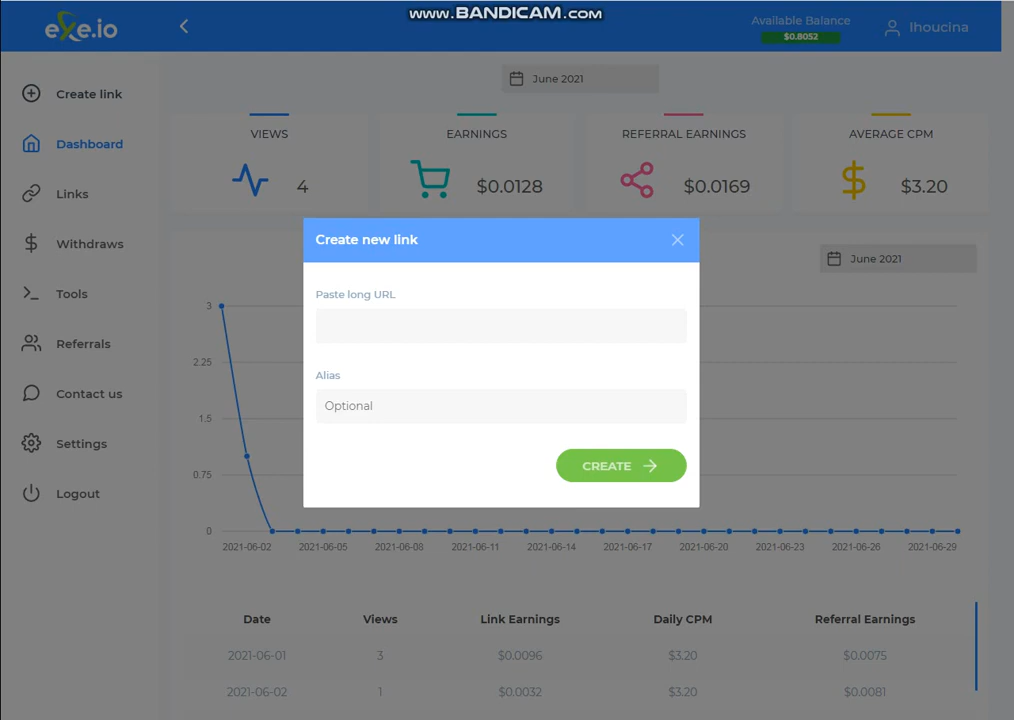 www.BANDICAM.com
exe.io
Available Balance
$0.8052
lhoucina
Create link
Dashboard
Links
Withdraws
Tools
Referrals
Contact us
Settings
Logout
June 2021
VIEWS
4
EARNINGS
$0.0128
REFERRAL EARNINGS
$0.0169
AVERAGE CPM
$3.20
June 2021
Create new link
Paste long URL
Alias
Optional
CREATE
3
2.25
1.5
0.75
0
2021-06-02 2021-06-05 2021-06-08 2021-06-11 2021-06-14 2021-06-17 2021-06-20 2021-06-23 2021-06-26 2021-06-29
Date Views Link Earnings Daily CPM Referral Earnings
2021-06-01 3 $0.0096 $3.20 $0.0075
2021-06-02 1 $0.0032 $3.20 $0.0081